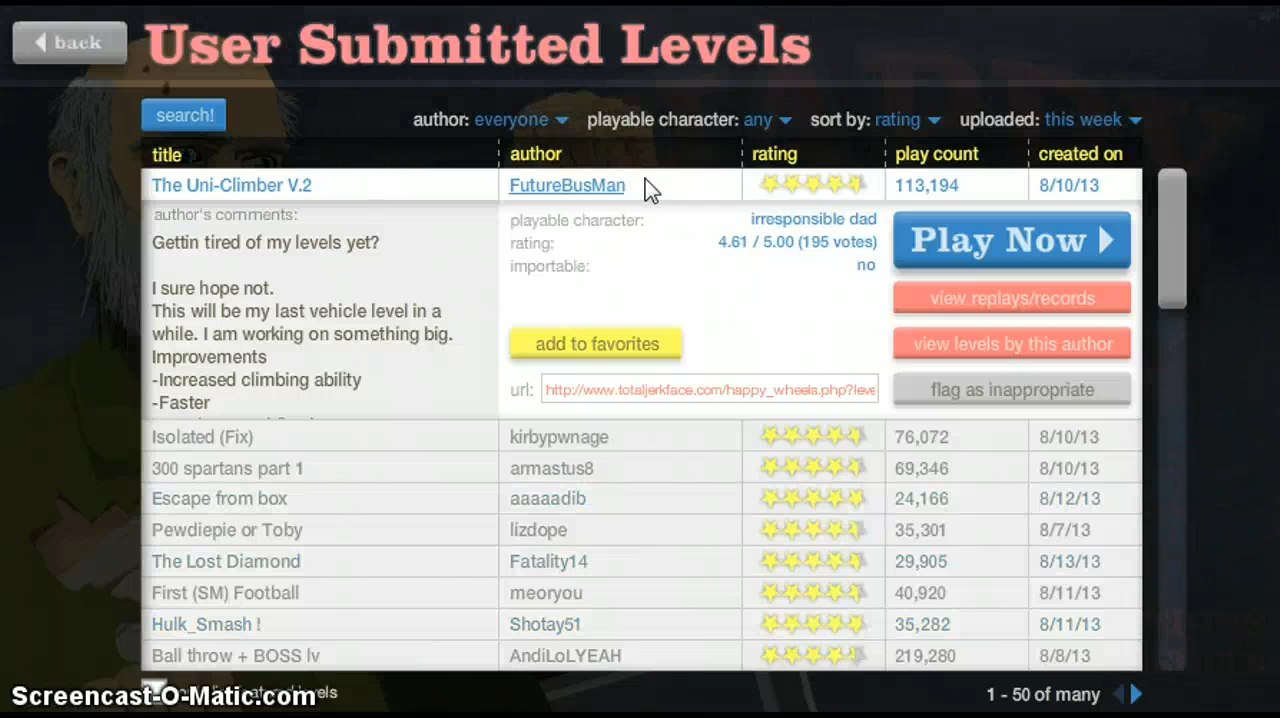 back
User Submitted Levels
search!
author: everyone playable character: any sort by: rating uploaded: this week
title author rating play count created on
The Uni-Climber V.2 FutureBusMan 113,194 8/10/13
author's comments:
Gettin tired of my levels yet?
I sure hope not.
This will be my last vehicle level in a
while. I am working on something big.
Improvements
-Increased climbing ability
-Faster
playable character: irresponsible dad
rating: 4.61 / 5.00 (195 votes)
importable: no
add to favorites
url: http://www.totaljerkface.com/happy_wheels.php?leve
Play Now
view replays/records
view levels by this author
flag as inappropriate
Isolated (Fix) kirbypwnage 76,072 8/10/13
300 spartans part 1 armastus8 69,346 8/10/13
Escape from box aaaaadib 24,166 8/12/13
Pewdiepie or Toby lizdope 35,301 8/7/13
The Lost Diamond Fatality14 29,905 8/13/13
First (SM) Football meoryou 40,920 8/11/13
Hulk_Smash ! Shotay51 35,282 8/11/13
Ball throw + BOSS lv AndiLoLYEAH 219,280 8/8/13
Screencast-O-Matic.com levels
1 - 50 of many